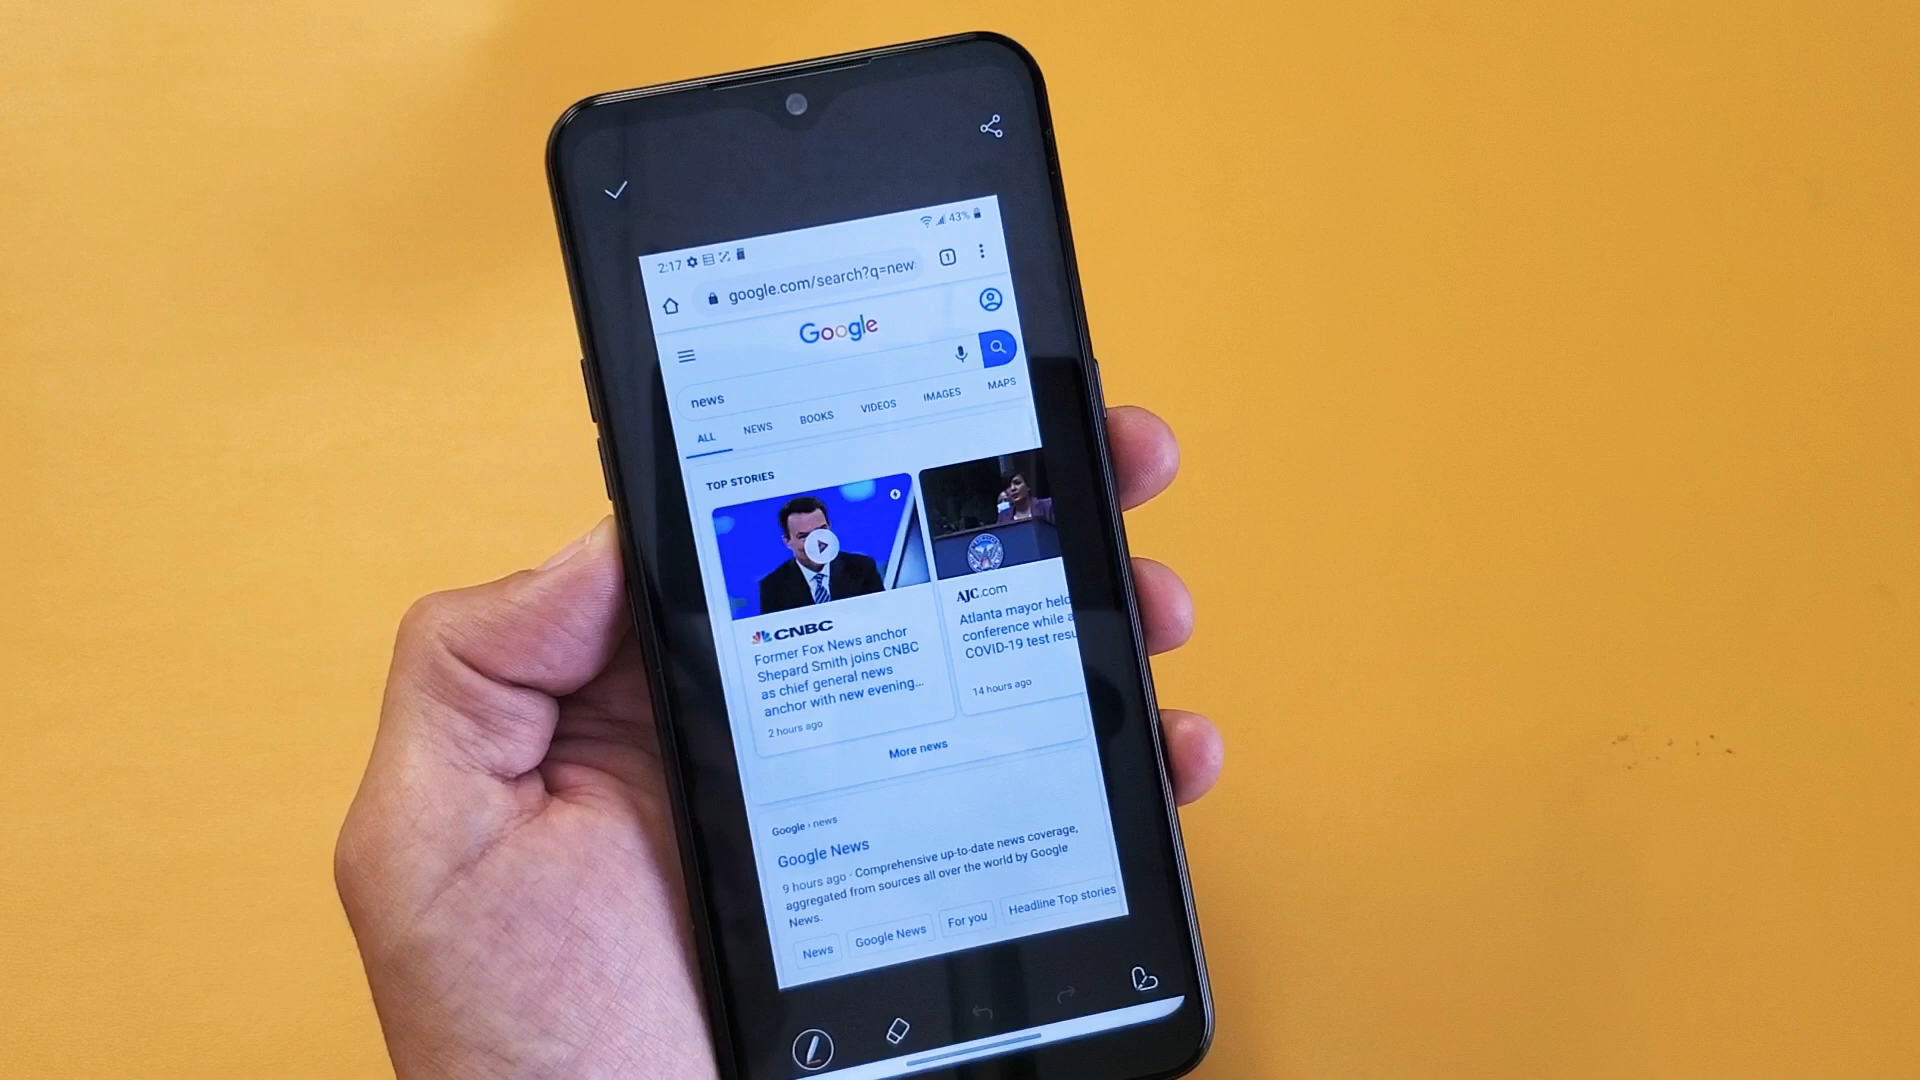 2:17 43%
1
google.com/search?q=new
Google
news
ALL NEWS BOOKS VIDEOS IMAGES MAPS
TOP STORIES
CNBC
Former Fox News anchor
Shepard Smith joins CNBC
as chief general news
anchor with new evening...
2 hours ago
AJC.com
Atlanta mayor held
conference while a
COVID-19 test resu
14 hours ago
More news
Google › news
Google News
9 hours ago · Comprehensive up-to-date news coverage,
aggregated from sources all over the world by Google
News.
News Google News For you Headline Top stories